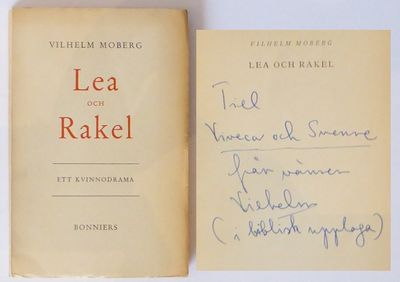 VILHELM MOBERG
Lea
OCH
Rakel
ETT KVINNODRAMA
BONNIERS
VILHELM MOBERG
LEA OCH RAKEL
Till
Viveca och Svenne
från vännen
Vilhelm
(i biblisk upplaga)